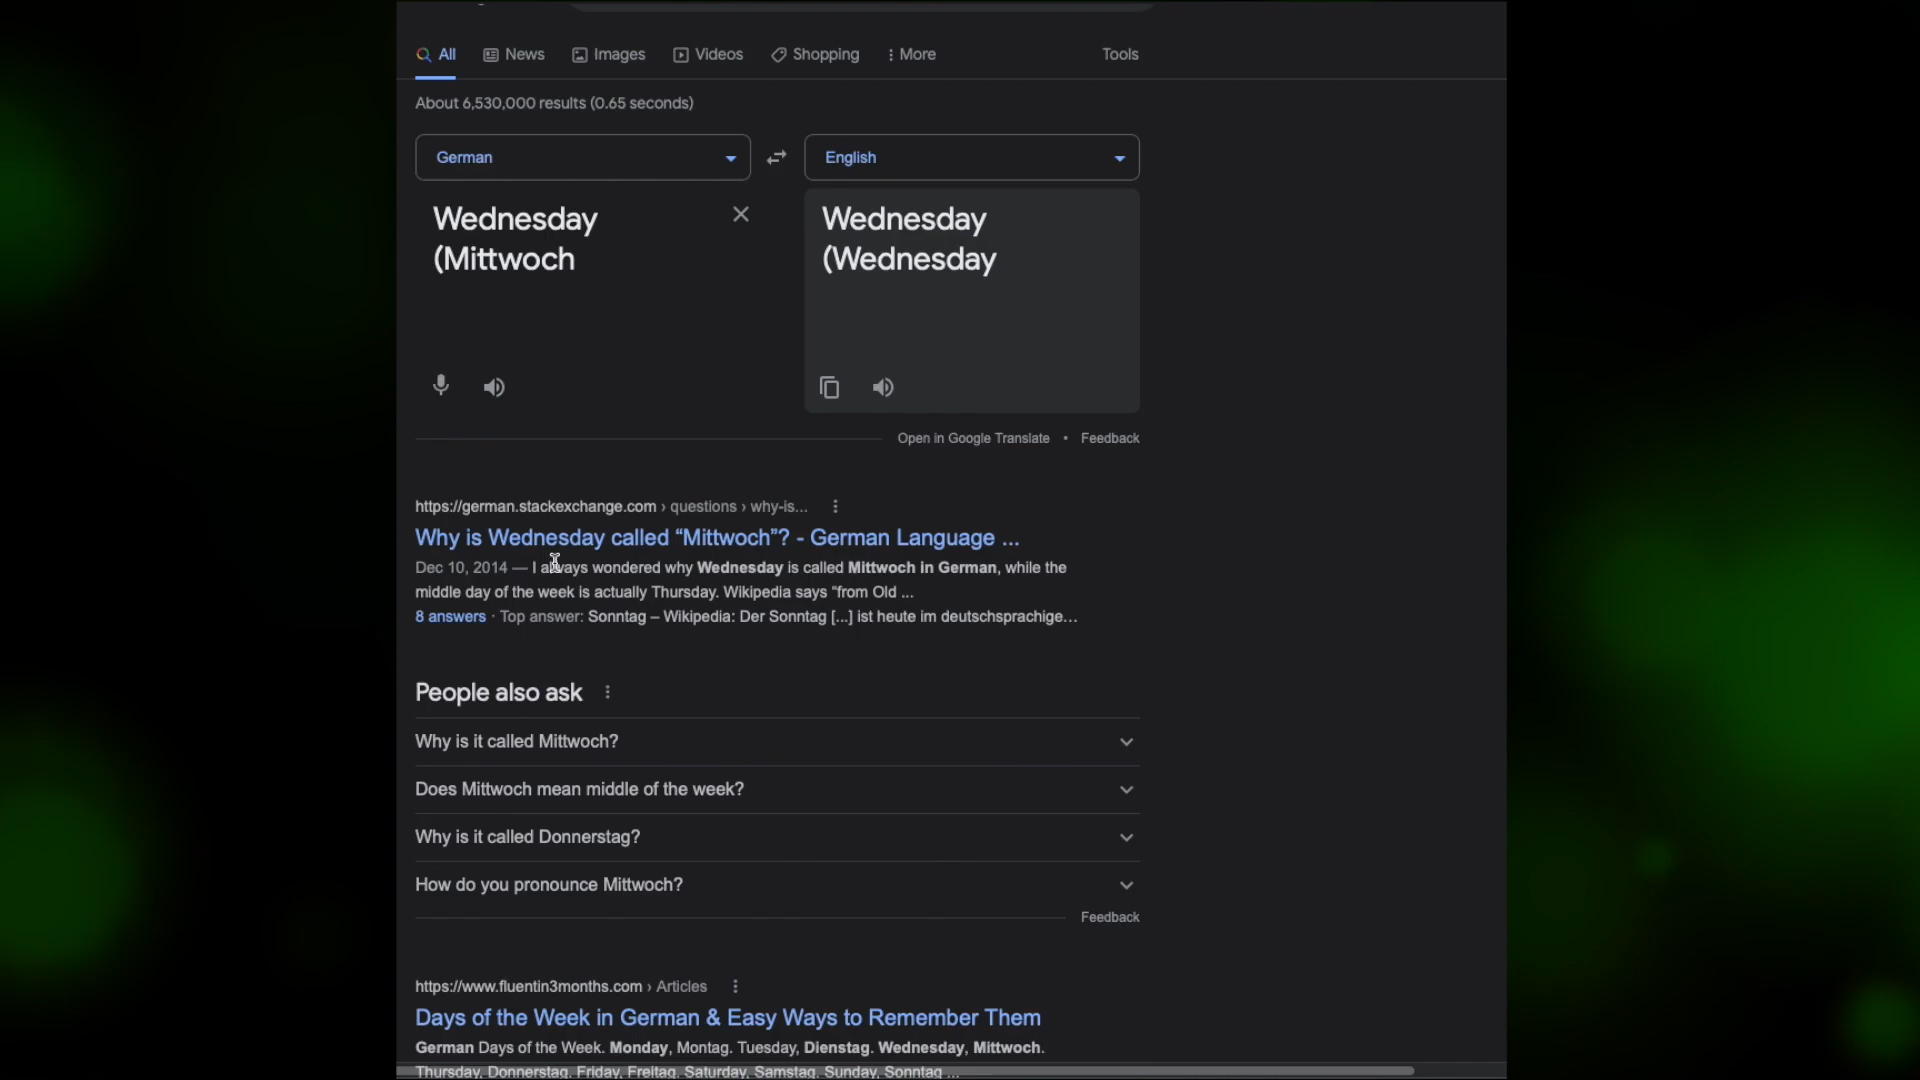 All News Images Videos Shopping More Tools
About 6,530,000 results (0.65 seconds)
German English
Wednesday
(Mittwoch
Wednesday
(Wednesday
Open in Google Translate • Feedback
https://german.stackexchange.com › questions › why-is...
Why is Wednesday called “Mittwoch”? - German Language ...
Dec 10, 2014 — I always wondered why Wednesday is called Mittwoch in German, while the
middle day of the week is actually Thursday. Wikipedia says "from Old ...
8 answers · Top answer: Sonntag – Wikipedia: Der Sonntag [...] ist heute im deutschsprachige...
People also ask
Why is it called Mittwoch?
Does Mittwoch mean middle of the week?
Why is it called Donnerstag?
How do you pronounce Mittwoch?
Feedback
https://www.fluentin3months.com › Articles
Days of the Week in German & Easy Ways to Remember Them
German Days of the Week. Monday, Montag. Tuesday, Dienstag. Wednesday, Mittwoch.
Thursday, Donnerstag. Friday, Freitag. Saturday, Samstag. Sunday, Sonntag ...